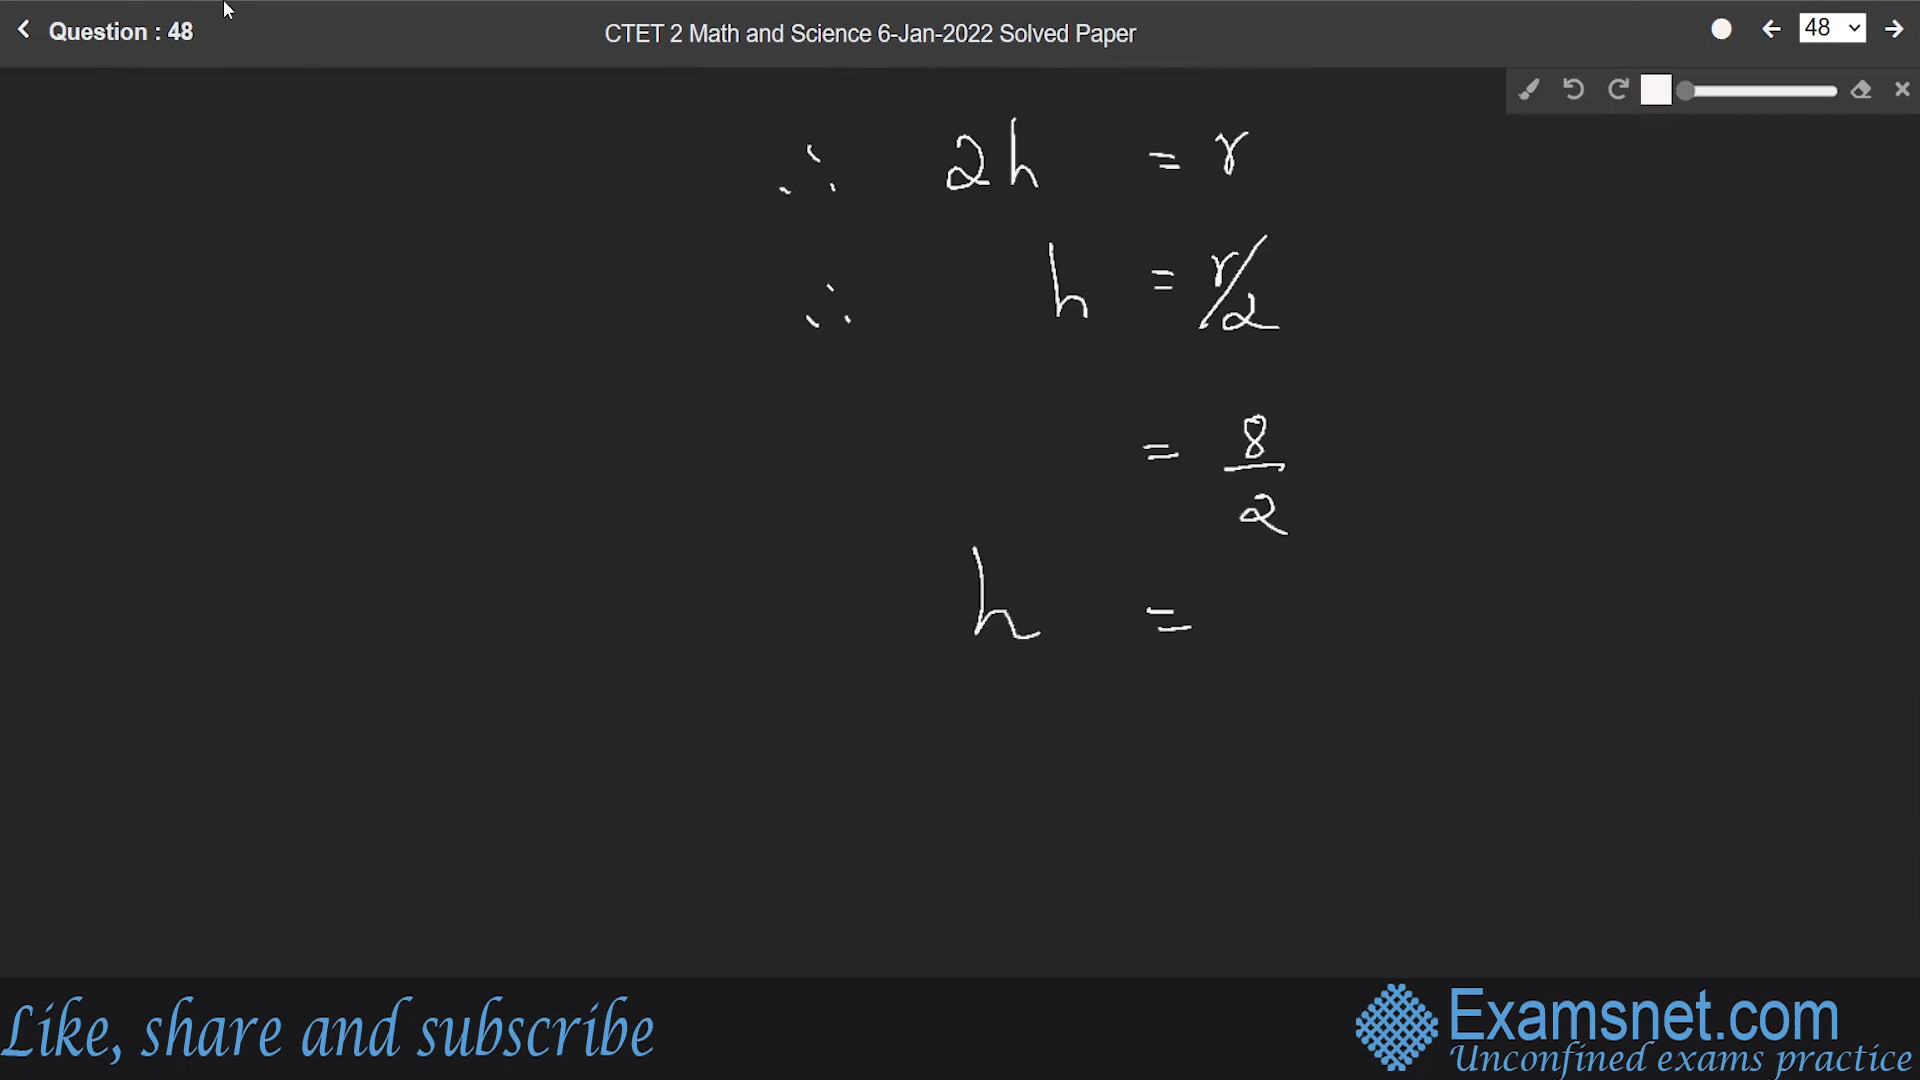 Question : 48
CTET 2 Math and Science 6-Jan-2022 Solved Paper
48
∴ 2h = r
∴ h = r/2
= 8/2
h =
Like, share and subscribe
Examsnet.com
Unconfined exams practice